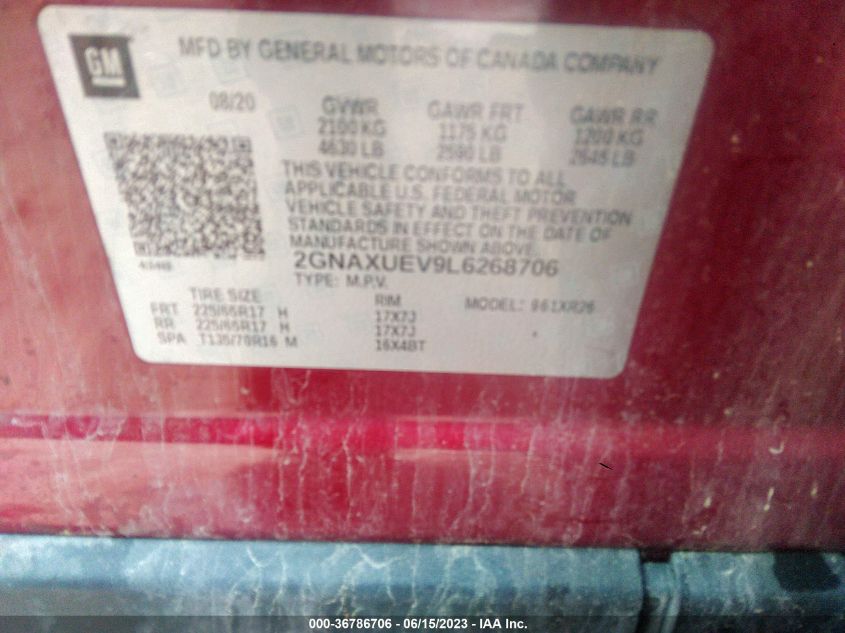 GM
MFD BY GENERAL MOTORS OF CANADA COMPANY
08/20 GVWR GAWR FRT GAWR RR
2100 KG 1175 KG 1200 KG
4630 LB 2590 LB 2645 LB
THIS VEHICLE CONFORMS TO ALL
APPLICABLE U.S. FEDERAL MOTOR
VEHICLE SAFETY AND THEFT PREVENTION
STANDARDS IN EFFECT ON THE DATE OF
MANUFACTURE SHOWN ABOVE.
2GNAXUEV9L6268706
TYPE: M.P.V.
TIRE SIZE RIM MODEL: 961XR26
FRT 225/65R17 H 17X7J
RR 225/65R17 H 17X7J
SPA T135/70R16 M 16X4BT
000-36786706 - 06/15/2023 - IAA Inc.